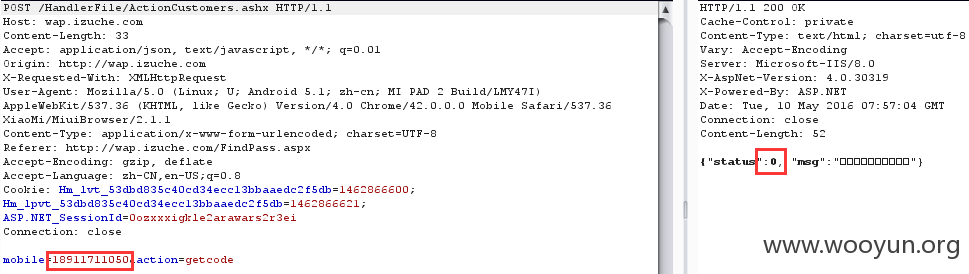 POST /HandlerFile/ActionCustomers.ashx HTTP/1.1
Host: wap.izuche.com
Content-Length: 33
Accept: application/json, text/javascript, */*; q=0.01
Origin: http://wap.izuche.com
X-Requested-With: XMLHttpRequest
User-Agent: Mozilla/5.0 (Linux; U; Android 5.1; zh-cn; MI PAD 2 Build/LMY47I)
AppleWebKit/537.36 (KHTML, like Gecko) Version/4.0 Chrome/42.0.0.0 Mobile Safari/537.36
XiaoMi/MiuiBrowser/2.1.1
Content-Type: application/x-www-form-urlencoded; charset=UTF-8
Referer: http://wap.izuche.com/FindPass.aspx
Accept-Encoding: gzip, deflate
Accept-Language: zh-CN,en-US;q=0.8
Cookie: Hm_lvt_53dbd835c40cd34ecc13bbaaedc2f5db=1462866600;
Hm_lpvt_53dbd835c40cd34ecc13bbaaedc2f5db=1462866621;
ASP.NET_SessionId=0ozxxxigkle2arawars2r3ei
Connection: close
mobile=18911711050&action=getcode
HTTP/1.1 200 OK
Cache-Control: private
Content-Type: text/html; charset=utf-8
Vary: Accept-Encoding
Server: Microsoft-IIS/8.0
X-AspNet-Version: 4.0.30319
X-Powered-By: ASP.NET
Date: Tue, 10 May 2016 07:57:04 GMT
Connection: close
Content-Length: 52
{"status":0, "msg":"□□□□□□□□□□"}
www.wooyun.org